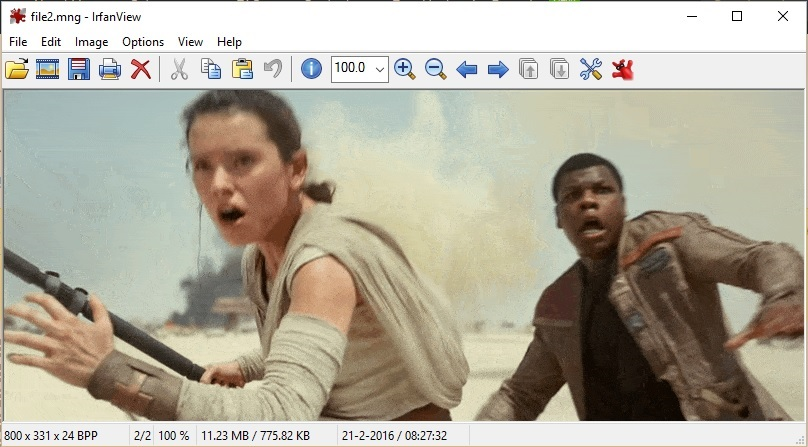 file2.mng - IrfanView
File Edit Image Options View Help
100.0
800 x 331 x 24 BPP 2/2 100 % 11.23 MB / 775.82 KB 21-2-2016 / 08:27:32